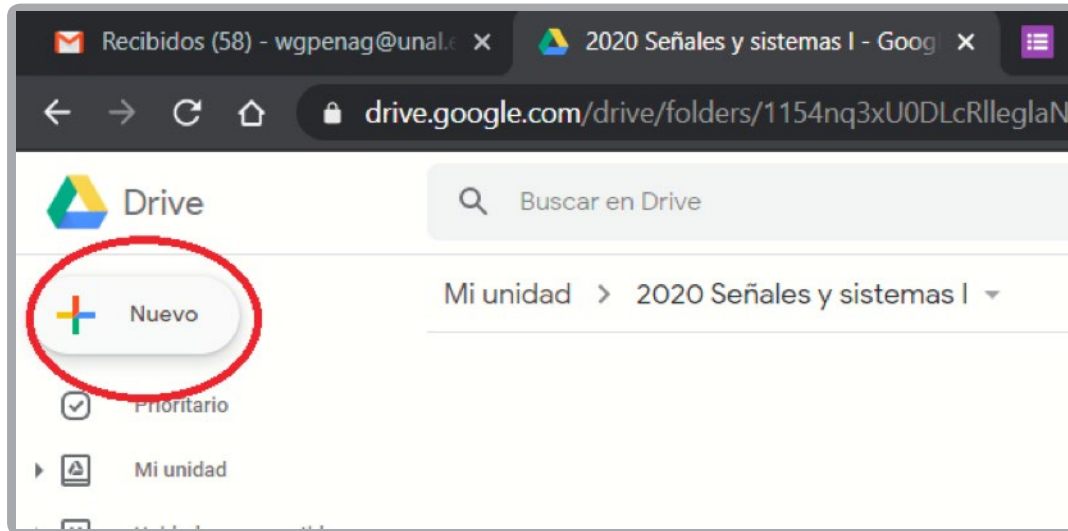 Recibidos (58) - wgpenag@unal.e
2020 Señales y sistemas I - Goog
drive.google.com/drive/folders/1154nq3xU0DLcRlleglaN
Drive
Buscar en Drive
Nuevo
Mi unidad > 2020 Señales y sistemas I
Prioritario
Mi unidad